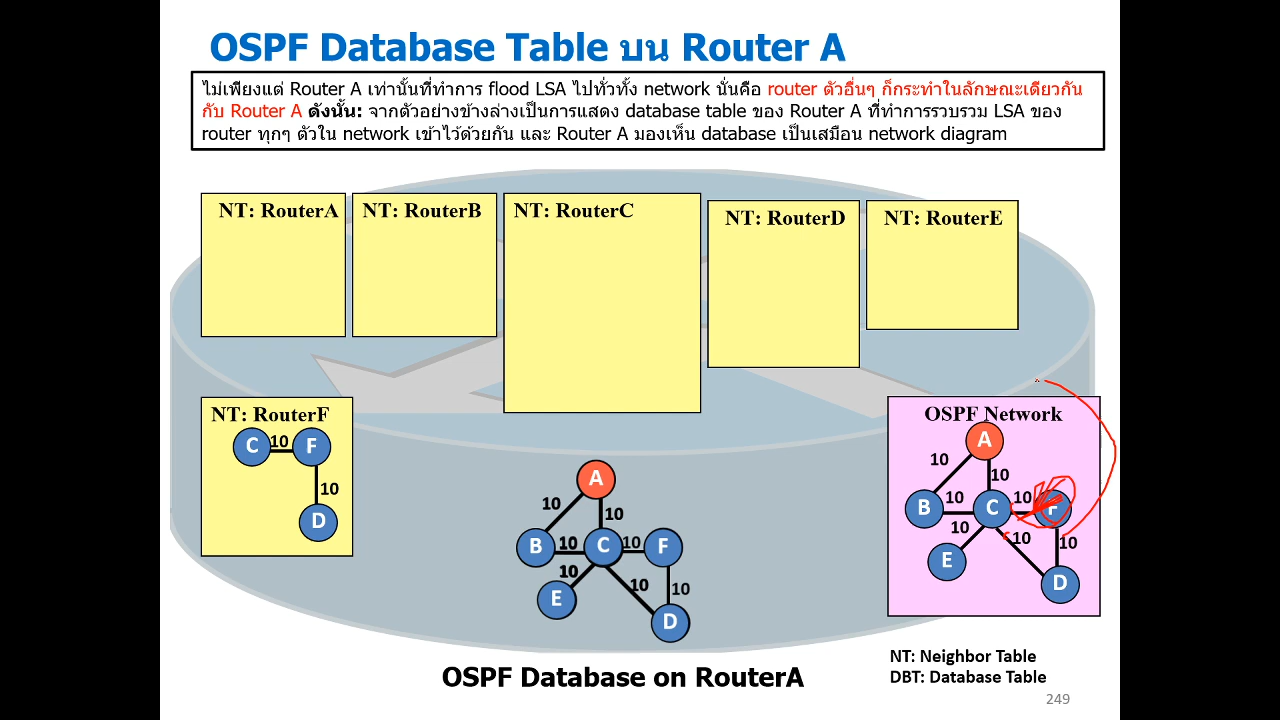 OSPF Database Table บน Router A
ไม่เพียงแต่ Router A เท่านั้นที่ทำการ flood LSA ไปทั่วทั้ง network นั่นคือ router ตัวอื่นๆ ก็กระทำในลักษณะเดียวกัน
กับ Router A ดังนั้น: จากตัวอย่างข้างล่างเป็นการแสดง database table ของ Router A ที่ทำการรวบรวม LSA ของ
router ทุกๆ ตัวใน network เข้าไว้ด้วยกัน และ Router A มองเห็น database เป็นเสมือน network diagram
NT: RouterA
NT: RouterB
NT: RouterC
NT: RouterD
NT: RouterE
NT: RouterF
C 10 F
10
D
A
10 10
B 10 C 10 F
10 10 10
E
D
OSPF Network
A
10 10
B 10 C 10 F
10 10 10
E
D
OSPF Database on RouterA
NT: Neighbor Table
DBT: Database Table
249